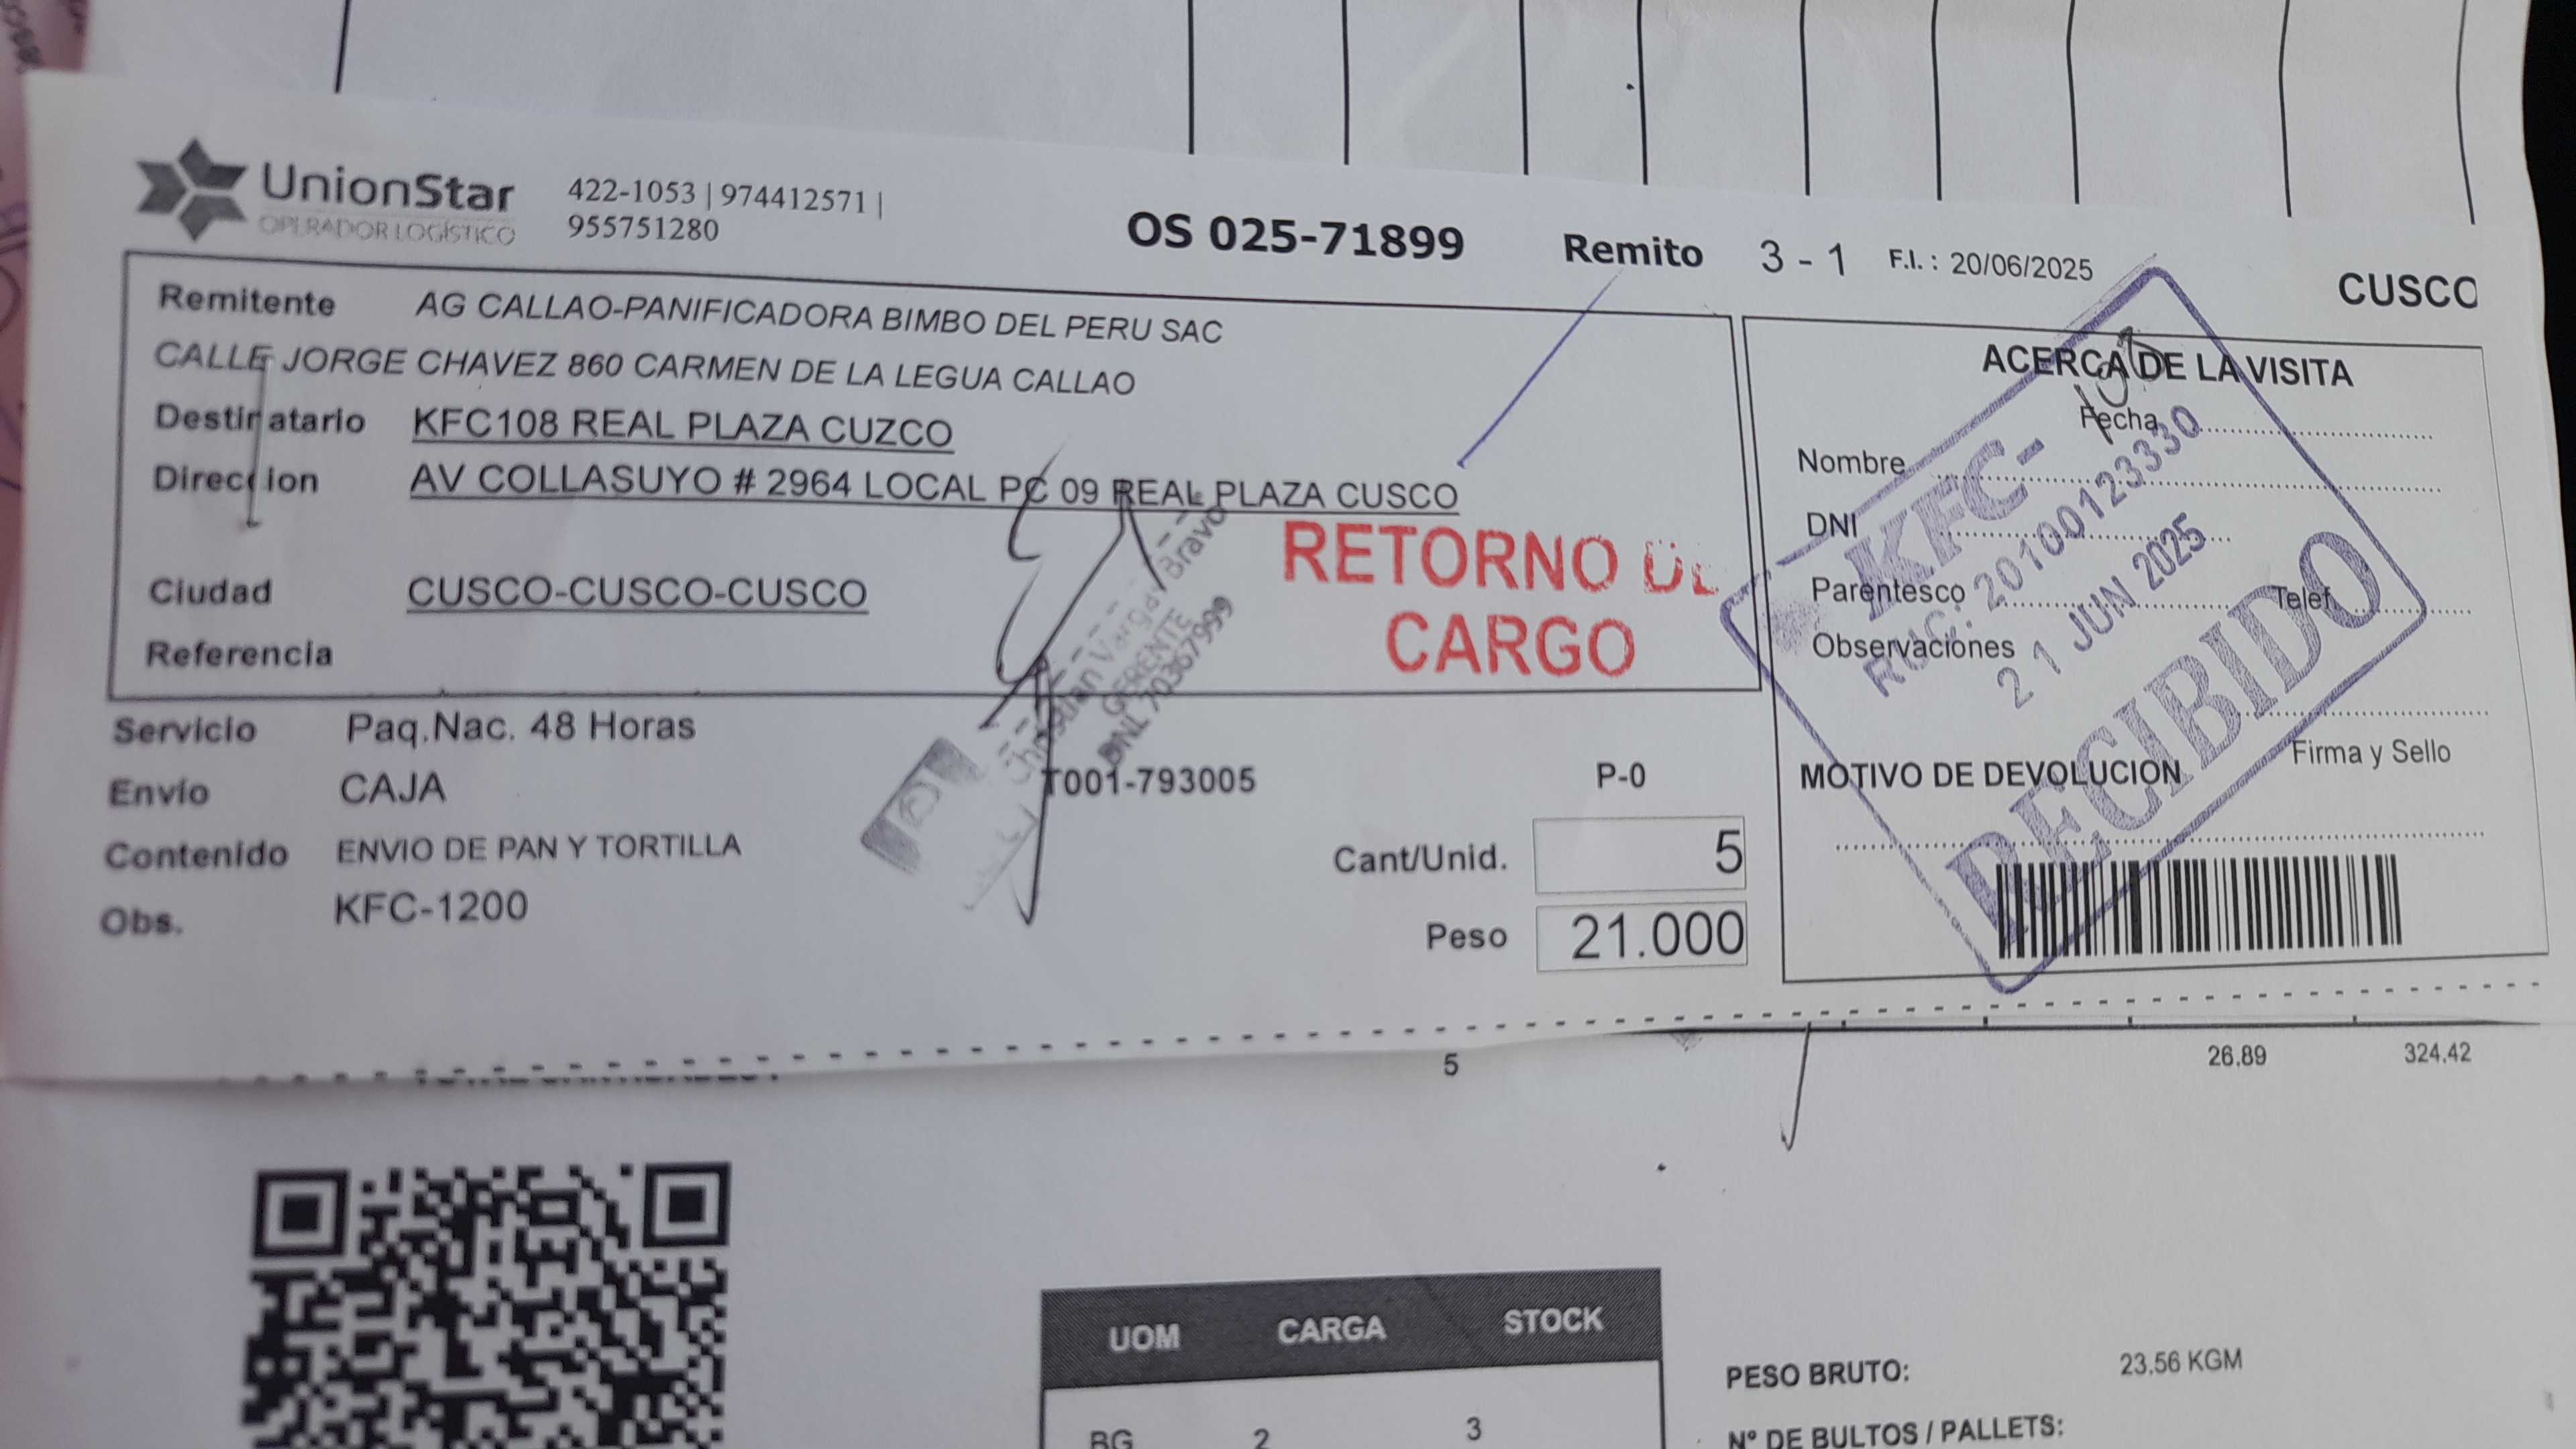 UnionStar
OPERADOR LOGÍSTICO
422-1053 | 974412571 |
955751280
OS 025-71899 Remito 3 - 1 F.I. : 20/06/2025
CUSCO
Remitente AG CALLAO-PANIFICADORA BIMBO DEL PERU SAC
CALLE JORGE CHAVEZ 860 CARMEN DE LA LEGUA CALLAO
Destinatario KFC108 REAL PLAZA CUZCO
Direccion AV COLLASUYO # 2964 LOCAL PC 09 REAL PLAZA CUSCO
Ciudad CUSCO-CUSCO-CUSCO
Referencia
RETORNO DE
CARGO
GERENTE
Servicio Paq.Nac. 48 Horas
Envio CAJA
T001-793005 P-0
Contenido ENVIO DE PAN Y TORTILLA
Cant/Unid. 5
Obs. KFC-1200
Peso 21.000
ACERCA DE LA VISITA
Fecha
Nombre
DNI
Parentesco Telef.
Observaciones
Firma y Sello
MOTIVO DE DEVOLUCION
KFC-
RUC: 20100123330
21 JUN 2025
RECIBIDO
5 26.89 324.42
UOM CARGA STOCK
BG 2 3
PESO BRUTO: 23.56 KGM
Nº DE BULTOS / PALLETS: